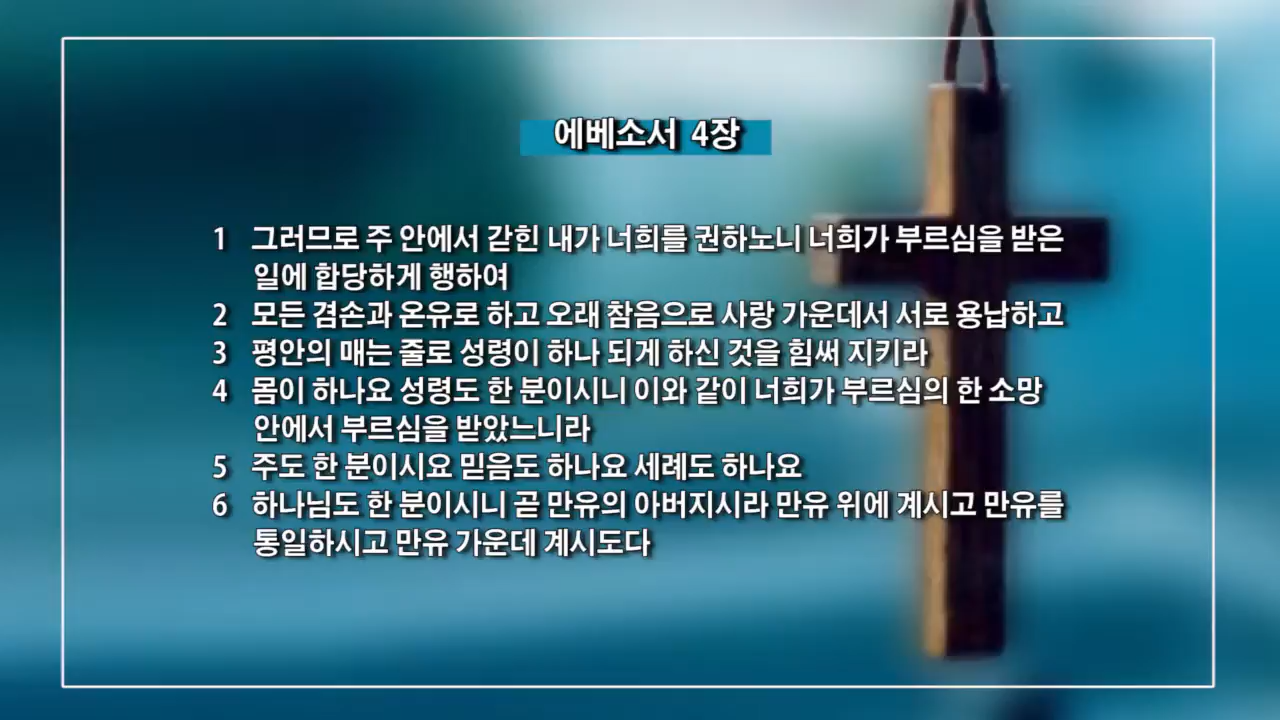 에베소서 4장
1 그러므로 주 안에서 갇힌 내가 너희를 권하노니 너희가 부르심을 받은
일에 합당하게 행하여
2 모든 겸손과 온유로 하고 오래 참음으로 사랑 가운데서 서로 용납하고
3 평안의 매는 줄로 성령이 하나 되게 하신 것을 힘써 지키라
4 몸이 하나요 성령도 한 분이시니 이와 같이 너희가 부르심의 한 소망
안에서 부르심을 받았느니라
5 주도 한 분이시요 믿음도 하나요 세례도 하나요
6 하나님도 한 분이시니 곧 만유의 아버지시라 만유 위에 계시고 만유를
통일하시고 만유 가운데 계시도다